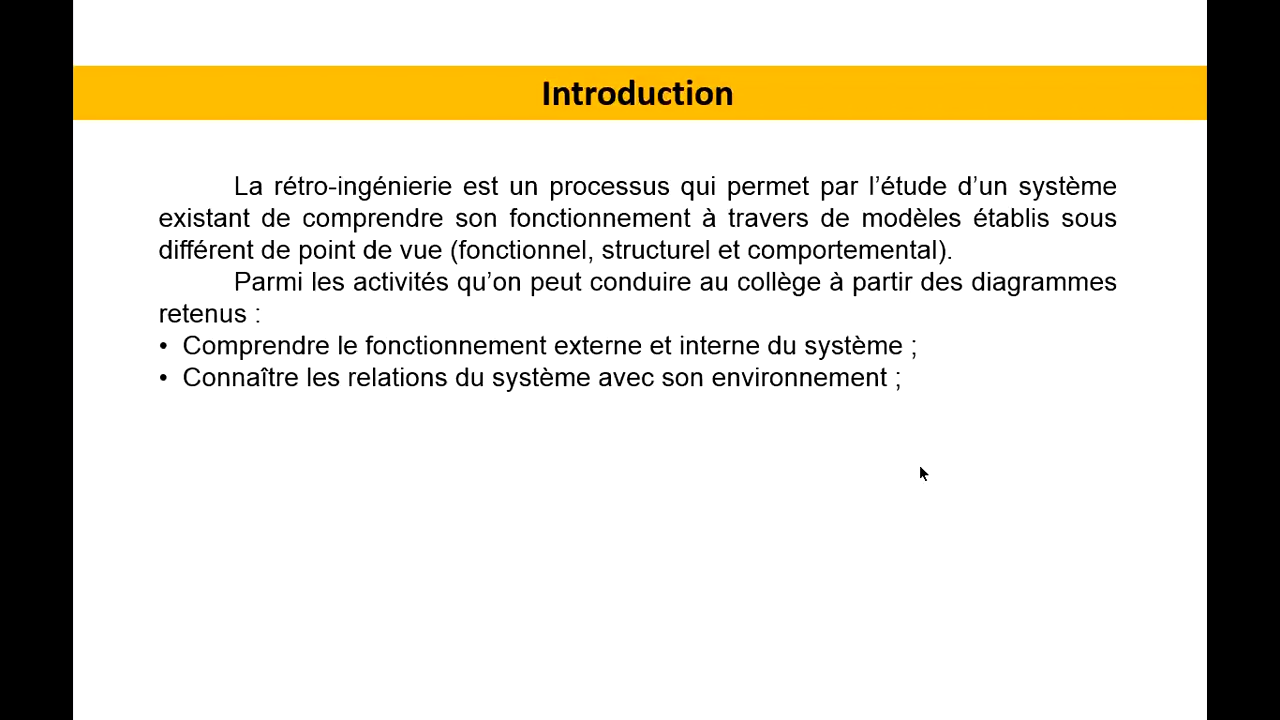 Introduction
La rétro-ingénierie est un processus qui permet par l’étude d’un système
existant de comprendre son fonctionnement à travers de modèles établis sous
différent de point de vue (fonctionnel, structurel et comportemental).
Parmi les activités qu’on peut conduire au collège à partir des diagrammes
retenus :
• Comprendre le fonctionnement externe et interne du système ;
• Connaître les relations du système avec son environnement ;